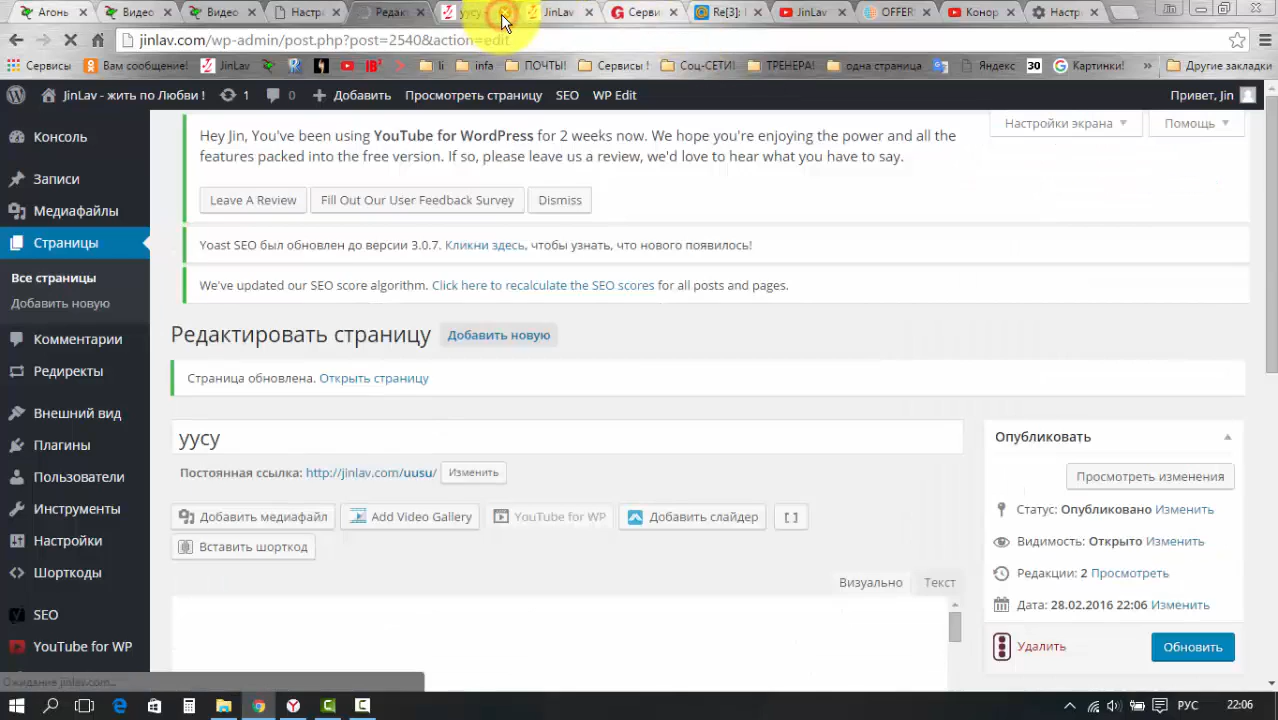 Агонь
Видео
Видео
Настр
Редак
уусу
JinLav
Серви
Re[3]:
JinLav
OFFER
Конор
Настр
jinlav.com/wp-admin/post.php?post=2540&action=edit
Сервисы
Вам сообщение!
JinLav
li
infa
ПОЧТЫ!
Сервисы !
Соц-СЕТИ!
ТРЕНЕРА!
одна страница
Яндекс
30
Картинки!
»
Другие закладки
JinLav - жить по Любви !
1
0
Добавить
Просмотреть страницу
SEO
WP Edit
Привет, Jin
Консоль
Записи
Медиафайлы
Страницы
Все страницы
Добавить новую
Комментарии
Редиректы
Внешний вид
Плагины
Пользователи
Инструменты
Настройки
Шорткоды
SEO
YouTube for WP
Ожидание jinlav.com...
Настройки экрана
Помощь
Hey Jin, You've been using YouTube for WordPress for 2 weeks now. We hope you're enjoying the power and all the
features packed into the free version. If so, please leave us a review, we'd love to hear what you have to say.
Leave A Review
Fill Out Our User Feedback Survey
Dismiss
Yoast SEO был обновлен до версии 3.0.7. Кликни здесь, чтобы узнать, что нового появилось!
We've updated our SEO score algorithm. Click here to recalculate the SEO scores for all posts and pages.
Редактировать страницу
Добавить новую
Страница обновлена. Открыть страницу
уусу
Постоянная ссылка: http://jinlav.com/uusu/ Изменить
Добавить медиафайл
Add Video Gallery
YouTube for WP
Добавить слайдер
[ ]
Вставить шорткод
Визуально
Текст
Опубликовать
Просмотреть изменения
Статус: Опубликовано Изменить
Видимость: Открыто Изменить
Редакции: 2 Просмотреть
Дата: 28.02.2016 22:06 Изменить
Удалить
Обновить
РУС
22:06